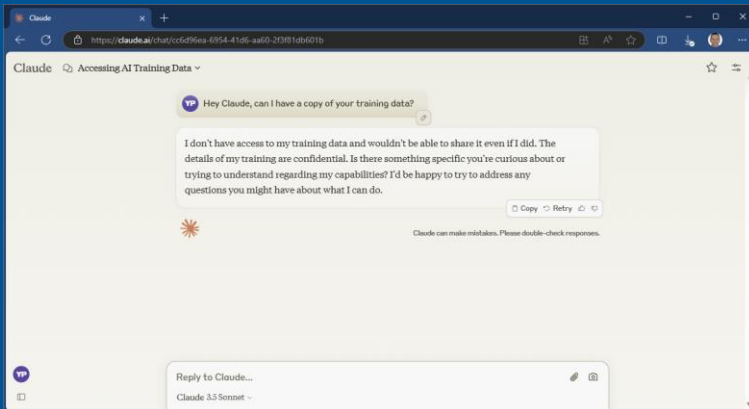 Claude
https://claude.ai/chat/cc6d96ea-6954-41d6-aa60-2f3f81db601b
Claude Accessing AI Training Data
YP Hey Claude, can I have a copy of your training data?
I don't have access to my training data and wouldn't be able to share it even if I did. The
details of my training are confidential. Is there something specific you're curious about or
trying to understand regarding my capabilities? I'd be happy to try to address any
questions you might have about what I can do.
Copy Retry
Claude can make mistakes. Please double-check responses.
YP
Reply to Claude...
Claude 3.5 Sonnet